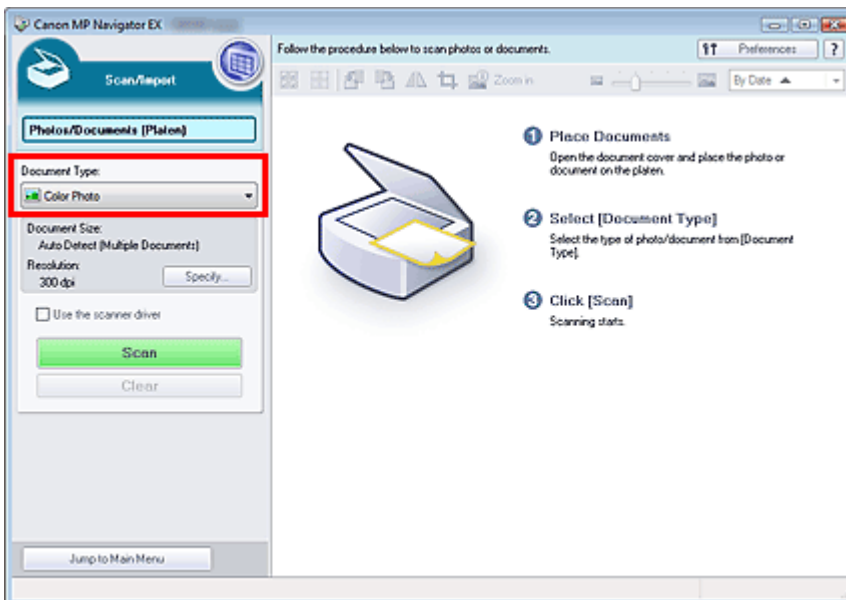 Canon MP Navigator EX
Scan/Import
Photos/Documents (Platen)
Document Type:
Color Photo
Document Size:
Auto Detect (Multiple Documents)
Resolution:
300 dpi
Specify...
Use the scanner driver
Scan
Clear
Jump to Main Menu
Follow the procedure below to scan photos or documents.
Preferences
?
Zoom in
By Date
1 Place Documents
Open the document cover and place the photo or
document on the platen.
2 Select [Document Type]
Select the type of photo/document from [Document
Type].
3 Click [Scan]
Scanning starts.